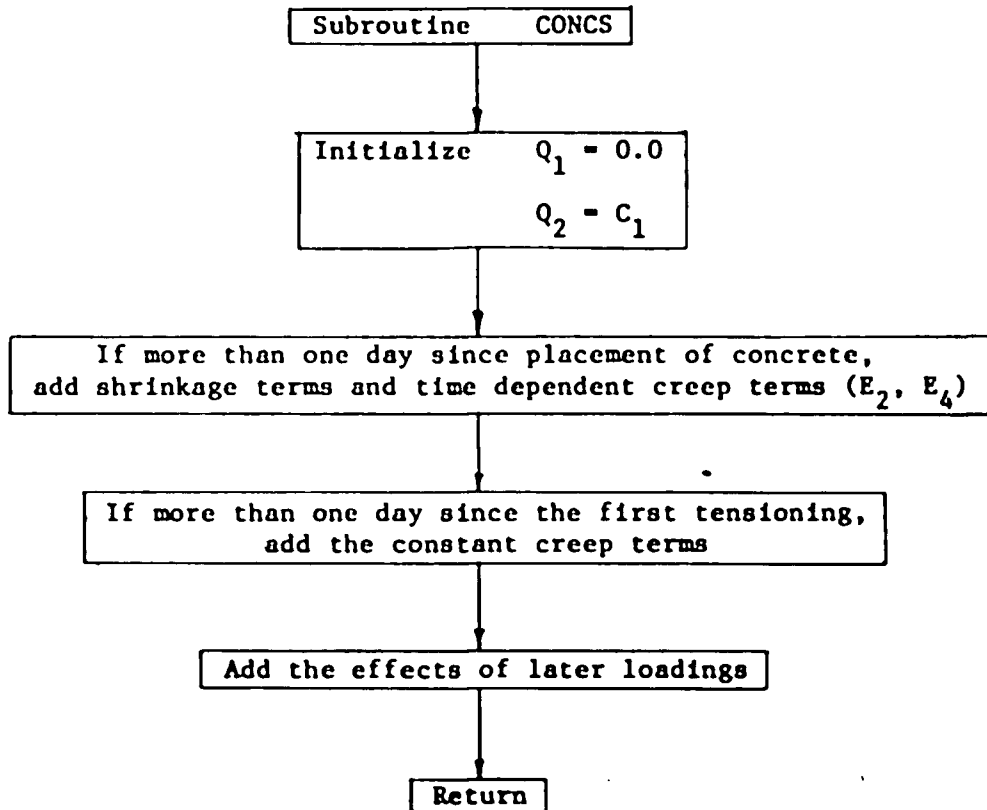 Subroutine CONCS
Initialize Q₁ = 0.0
Q₂ = C₁
If more than one day since placement of concrete,
add shrinkage terms and time dependent creep terms (E₂, E₄)
If more than one day since the first tensioning,
add the constant creep terms
Add the effects of later loadings
Return